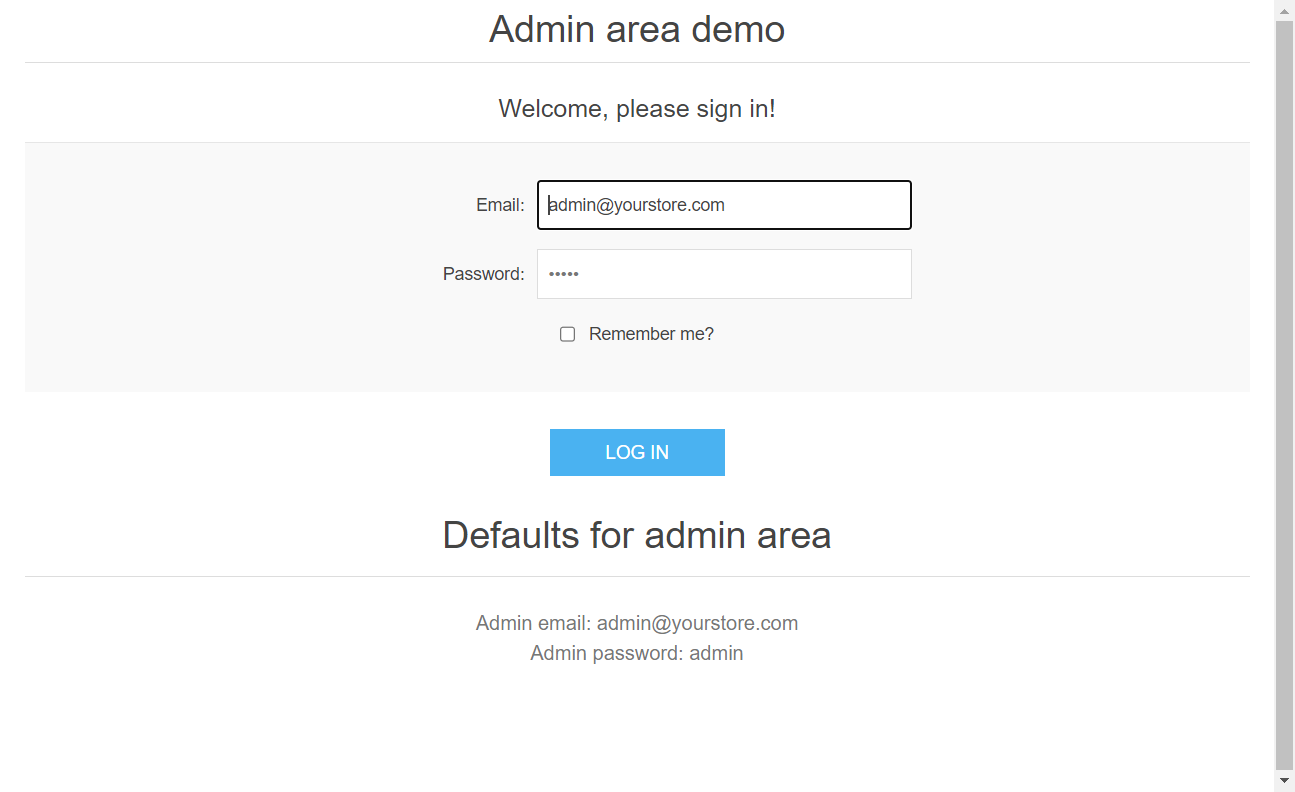 Admin area demo
Welcome, please sign in!
Email: admin@yourstore.com
Password: •••••
Remember me?
LOG IN
Defaults for admin area
Admin email: admin@yourstore.com
Admin password: admin